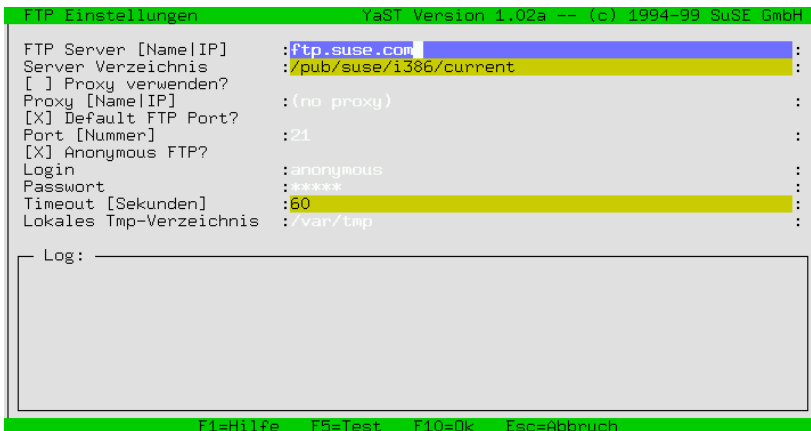 FTP Einstellungen YaST Version 1.02a -- (c) 1994-99 SuSE GmbH
FTP Server [Name|IP] :ftp.suse.com :
Server Verzeichnis :/pub/suse/i386/current :
[ ] Proxy verwenden?
Proxy [Name|IP] :(no proxy) :
[X] Default FTP Port?
Port [Nummer] :21 :
[X] Anonymous FTP?
Login :anonymous :
Passwort :***** :
Timeout [Sekunden] :60 :
Lokales Tmp-Verzeichnis :/var/tmp :
Log:
F1=Hilfe F5=Test F10=Ok Esc=Abbruch